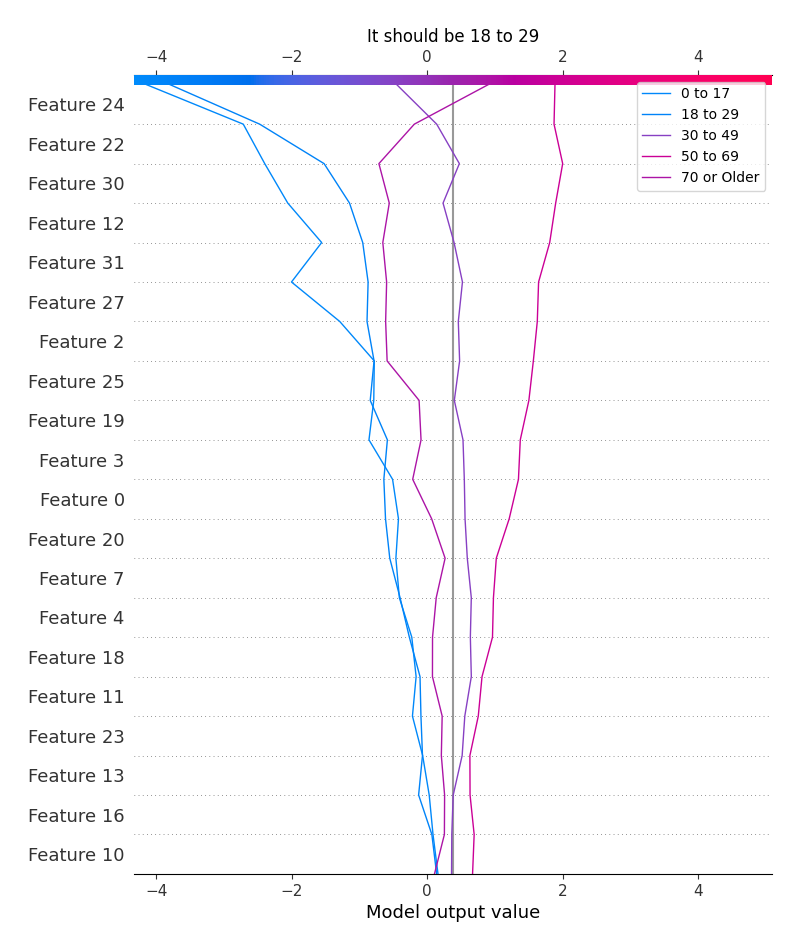 It should be 18 to 29
−4 −2 0 2 4
0 to 17
18 to 29
30 to 49
50 to 69
70 or Older
Feature 24
Feature 22
Feature 30
Feature 12
Feature 31
Feature 27
Feature 2
Feature 25
Feature 19
Feature 3
Feature 0
Feature 20
Feature 7
Feature 4
Feature 18
Feature 11
Feature 23
Feature 13
Feature 16
Feature 10
−4 −2 0 2 4
Model output value